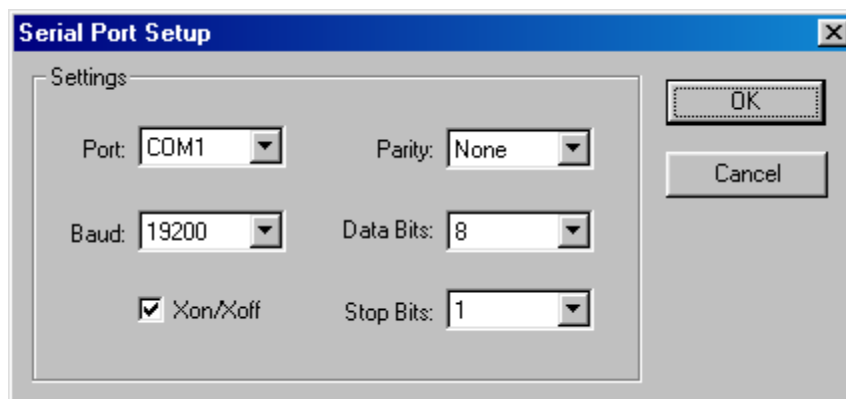 Serial Port Setup
Settings
Port: COM1
Parity: None
OK
Cancel
Baud: 19200
Data Bits: 8
Xon/Xoff
Stop Bits: 1